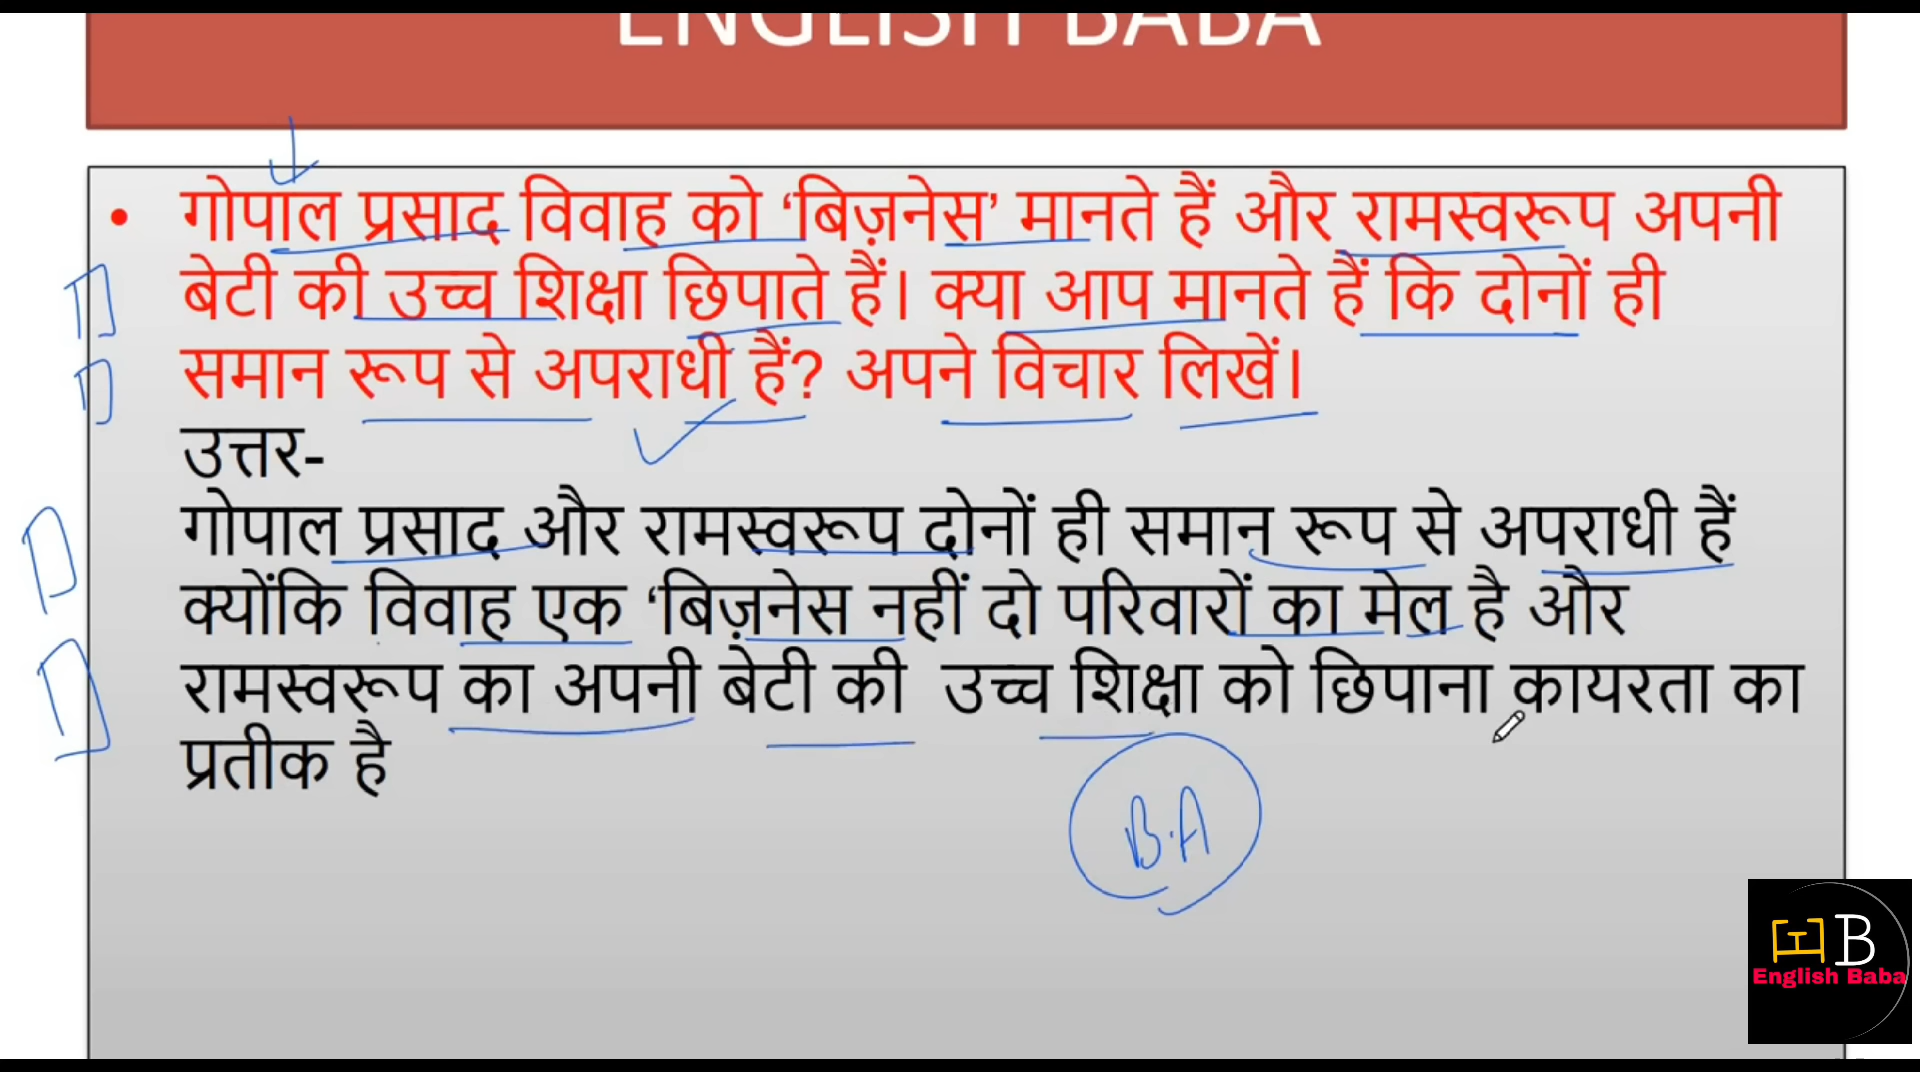 ENGLISH BABA
• गोपाल प्रसाद विवाह को ‘बिज़नेस’ मानते हैं और रामस्वरूप अपनी
बेटी की उच्च शिक्षा छिपाते हैं। क्या आप मानते हैं कि दोनों ही
समान रूप से अपराधी हैं? अपने विचार लिखें।
उत्तर-
गोपाल प्रसाद और रामस्वरूप दोनों ही समान रूप से अपराधी हैं
क्योंकि विवाह एक ‘बिज़नेस नहीं दो परिवारों का मेल है और
रामस्वरूप का अपनी बेटी की उच्च शिक्षा को छिपाना कायरता का
प्रतीक है
B.A
B
English Baba